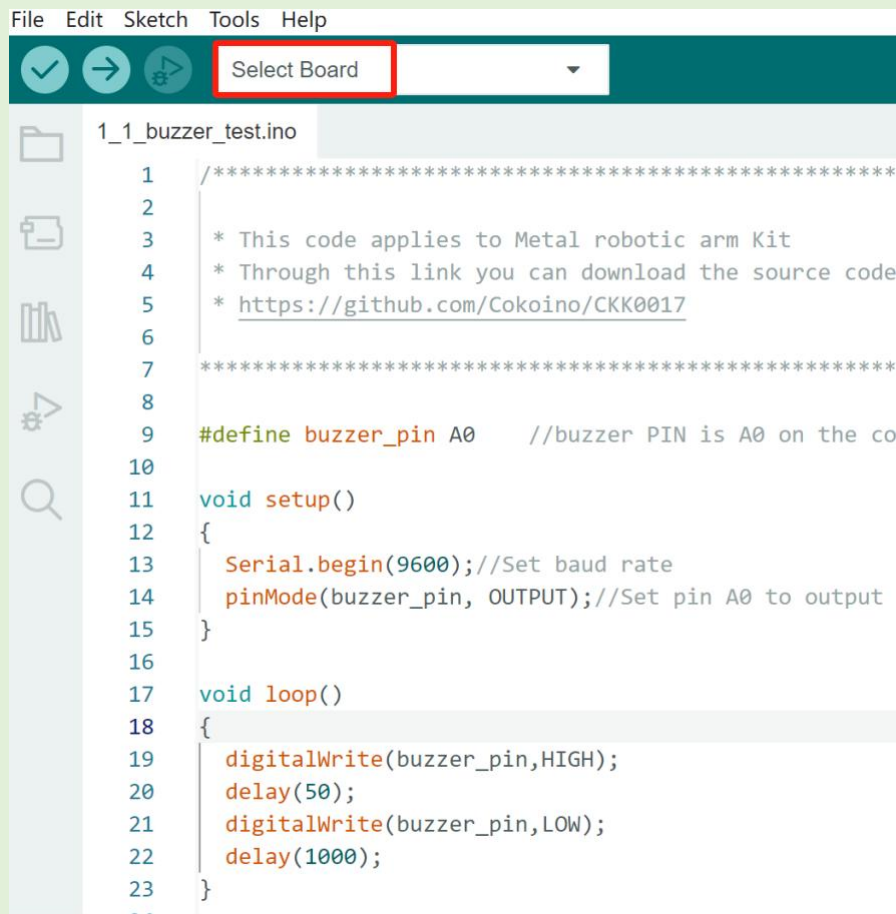 File Edit Sketch Tools Help
Select Board
1_1_buzzer_test.ino
1 /****************************************************
2
3 * This code applies to Metal robotic arm Kit
4 * Through this link you can download the source code
5 * https://github.com/Cokoino/CKK0017
6
7 *****************************************************
8
9 #define buzzer_pin A0    //buzzer PIN is A0 on the co
10
11 void setup()
12 {
13   Serial.begin(9600);//Set baud rate
14   pinMode(buzzer_pin, OUTPUT);//Set pin A0 to output
15 }
16
17 void loop()
18 {
19   digitalWrite(buzzer_pin,HIGH);
20   delay(50);
21   digitalWrite(buzzer_pin,LOW);
22   delay(1000);
23 }